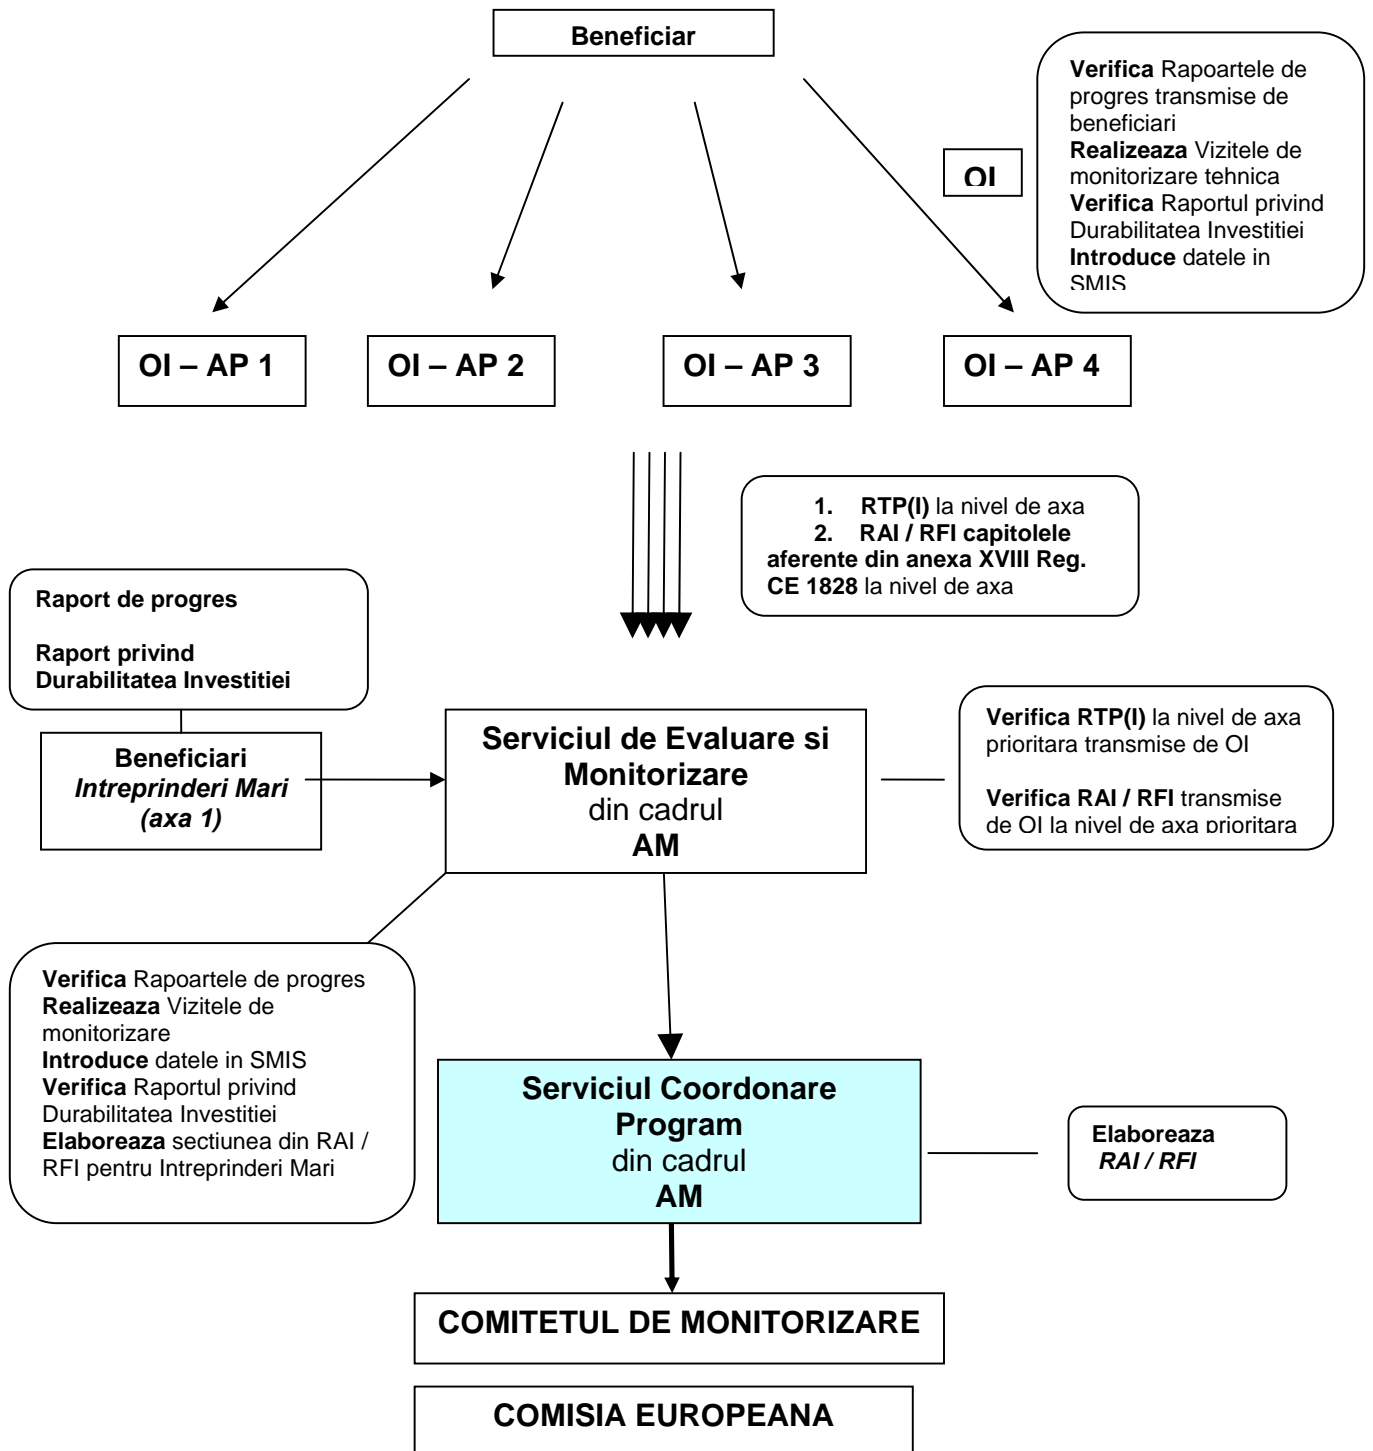 Beneficiar
Verifica Rapoartele de
progres transmise de
beneficiari
Realizeaza Vizitele de
monitorizare tehnica
Verifica Raportul privind
Durabilitatea Investitiei
Introduce datele in
SMIS
OI
OI – AP 1
OI – AP 2
OI – AP 3
OI – AP 4
1. RTP(I) la nivel de axa
2. RAI / RFI capitolele
aferente din anexa XVIII Reg.
CE 1828 la nivel de axa
Raport de progres
Raport privind
Durabilitatea Investitiei
Beneficiari
Intreprinderi Mari
(axa 1)
Serviciul de Evaluare si
Monitorizare
din cadrul
AM
Verifica RTP(I) la nivel de axa
prioritara transmise de OI
Verifica RAI / RFI transmise
de OI la nivel de axa prioritara
Verifica Rapoartele de progres
Realizeaza Vizitele de
monitorizare
Introduce datele in SMIS
Verifica Raportul privind
Durabilitatea Investitiei
Elaboreaza sectiunea din RAI /
RFI pentru Intreprinderi Mari
Serviciul Coordonare
Program
din cadrul
AM
Elaboreaza
RAI / RFI
COMITETUL DE MONITORIZARE
COMISIA EUROPEANA